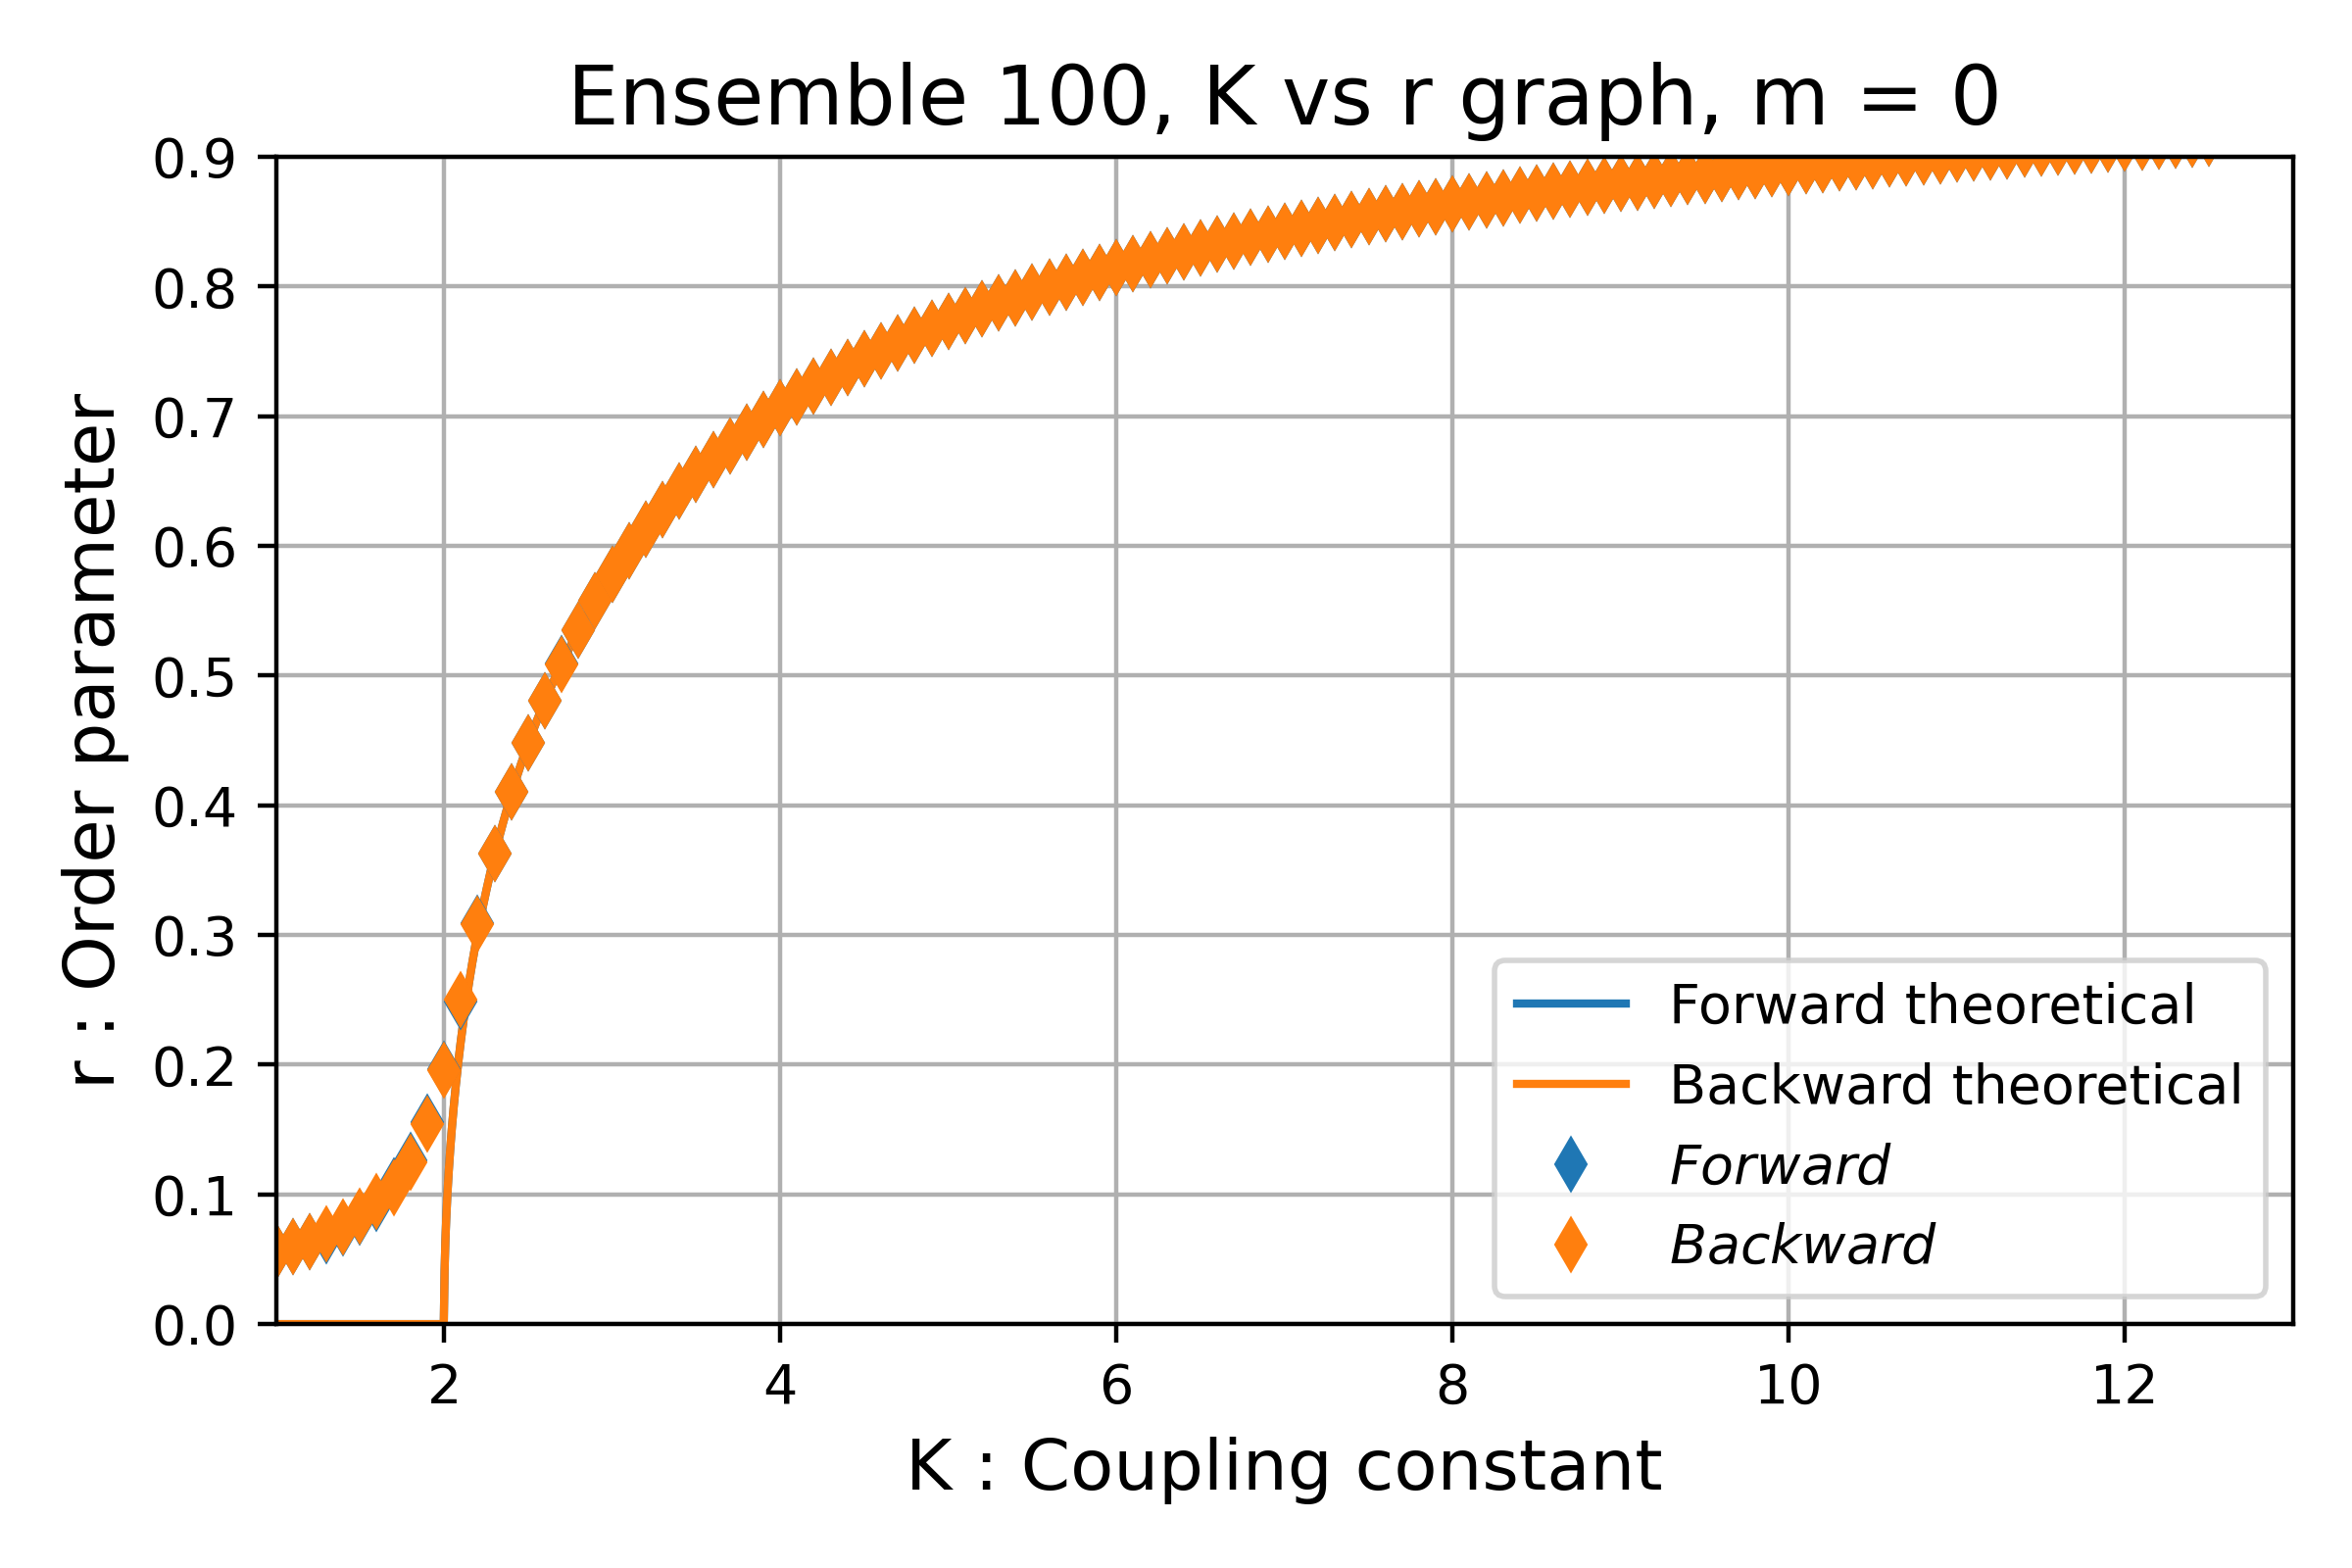 Ensemble 100, K vs r graph, m = 0
r : Order parameter
0.9
0.8
0.7
0.6
0.5
0.4
0.3
0.2
0.1
0.0
Forward theoretical
Backward theoretical
Forward
Backward
2 4 6 8 10 12
K : Coupling constant